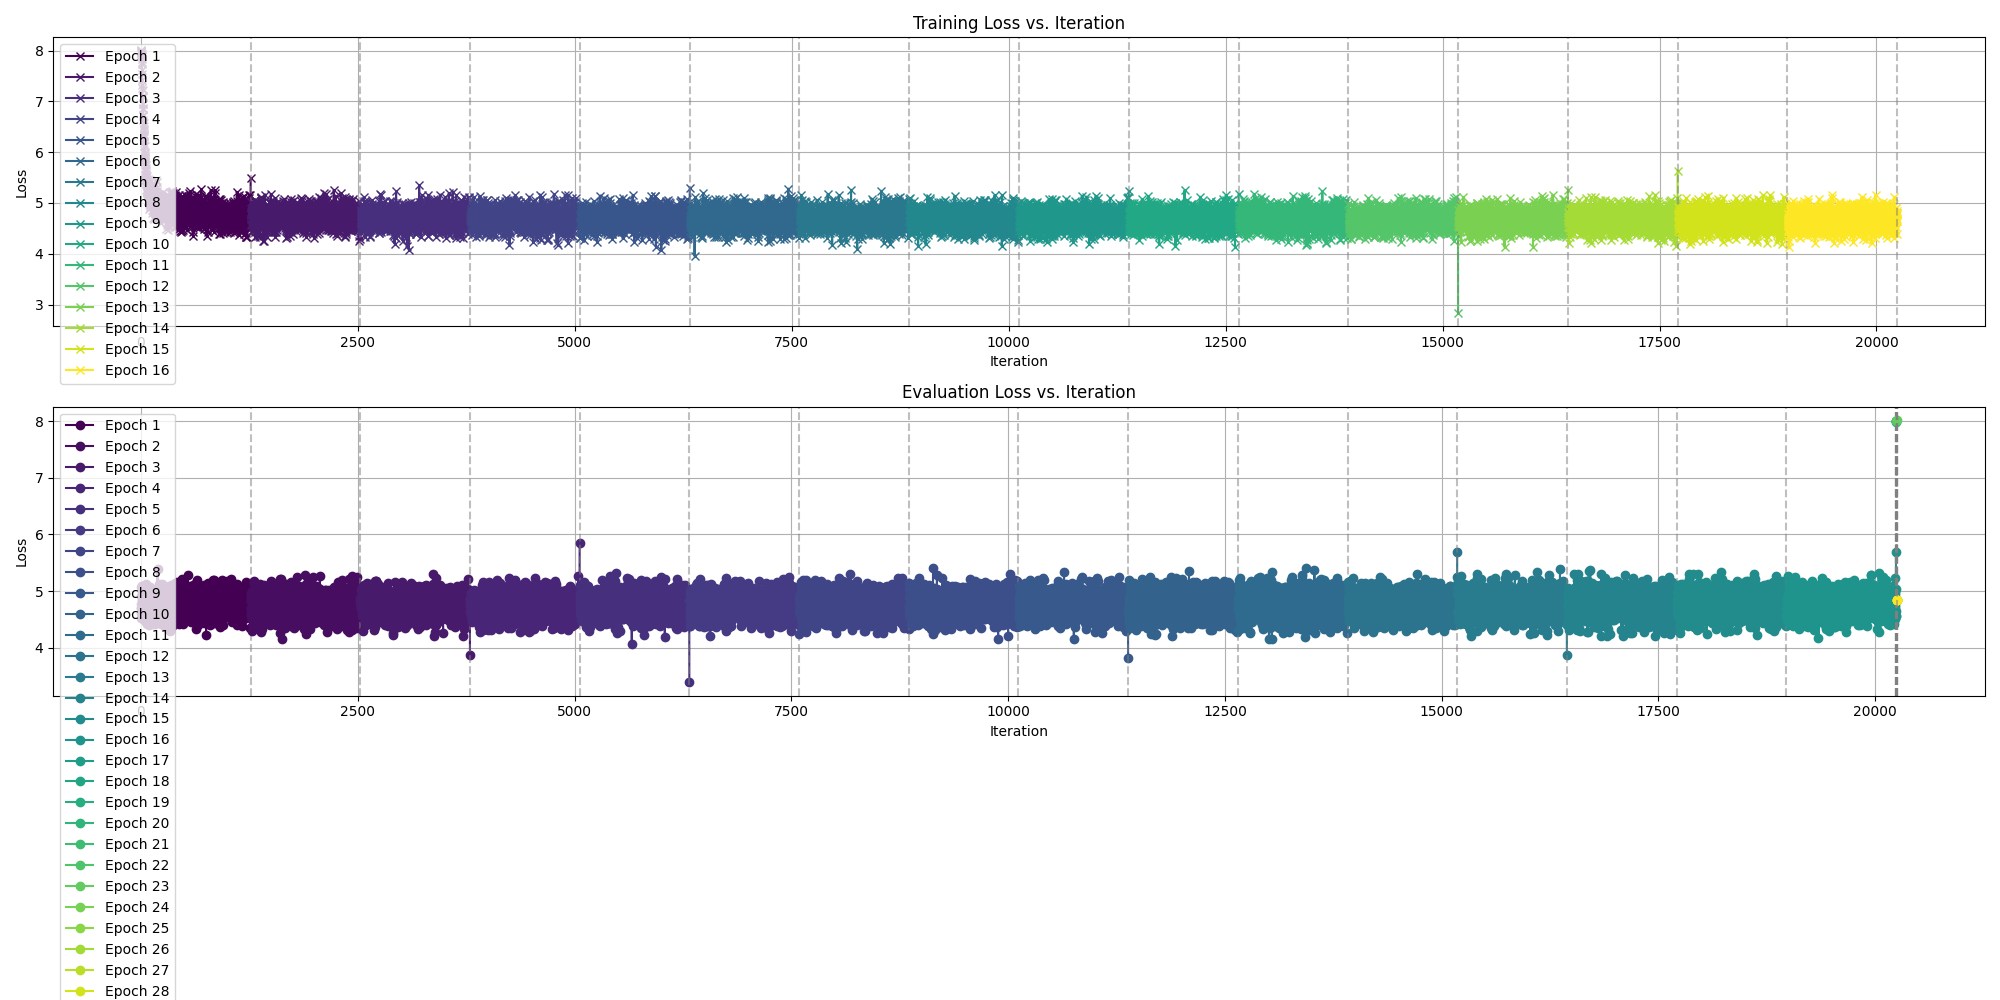 Training Loss vs. Iteration
8
7
6
5
4
3
Loss
Epoch 1
Epoch 2
Epoch 3
Epoch 4
Epoch 5
Epoch 6
Epoch 7
Epoch 8
Epoch 9
Epoch 10
Epoch 11
Epoch 12
Epoch 13
Epoch 14
Epoch 15
Epoch 16
0 2500 5000 7500 10000 12500 15000 17500 20000
Iteration
Evaluation Loss vs. Iteration
8
7
6
5
4
Loss
Epoch 1
Epoch 2
Epoch 3
Epoch 4
Epoch 5
Epoch 6
Epoch 7
Epoch 8
Epoch 9
Epoch 10
Epoch 11
Epoch 12
Epoch 13
Epoch 14
Epoch 15
Epoch 16
Epoch 17
Epoch 18
Epoch 19
Epoch 20
Epoch 21
Epoch 22
Epoch 23
Epoch 24
Epoch 25
Epoch 26
Epoch 27
Epoch 28
0 2500 5000 7500 10000 12500 15000 17500 20000
Iteration